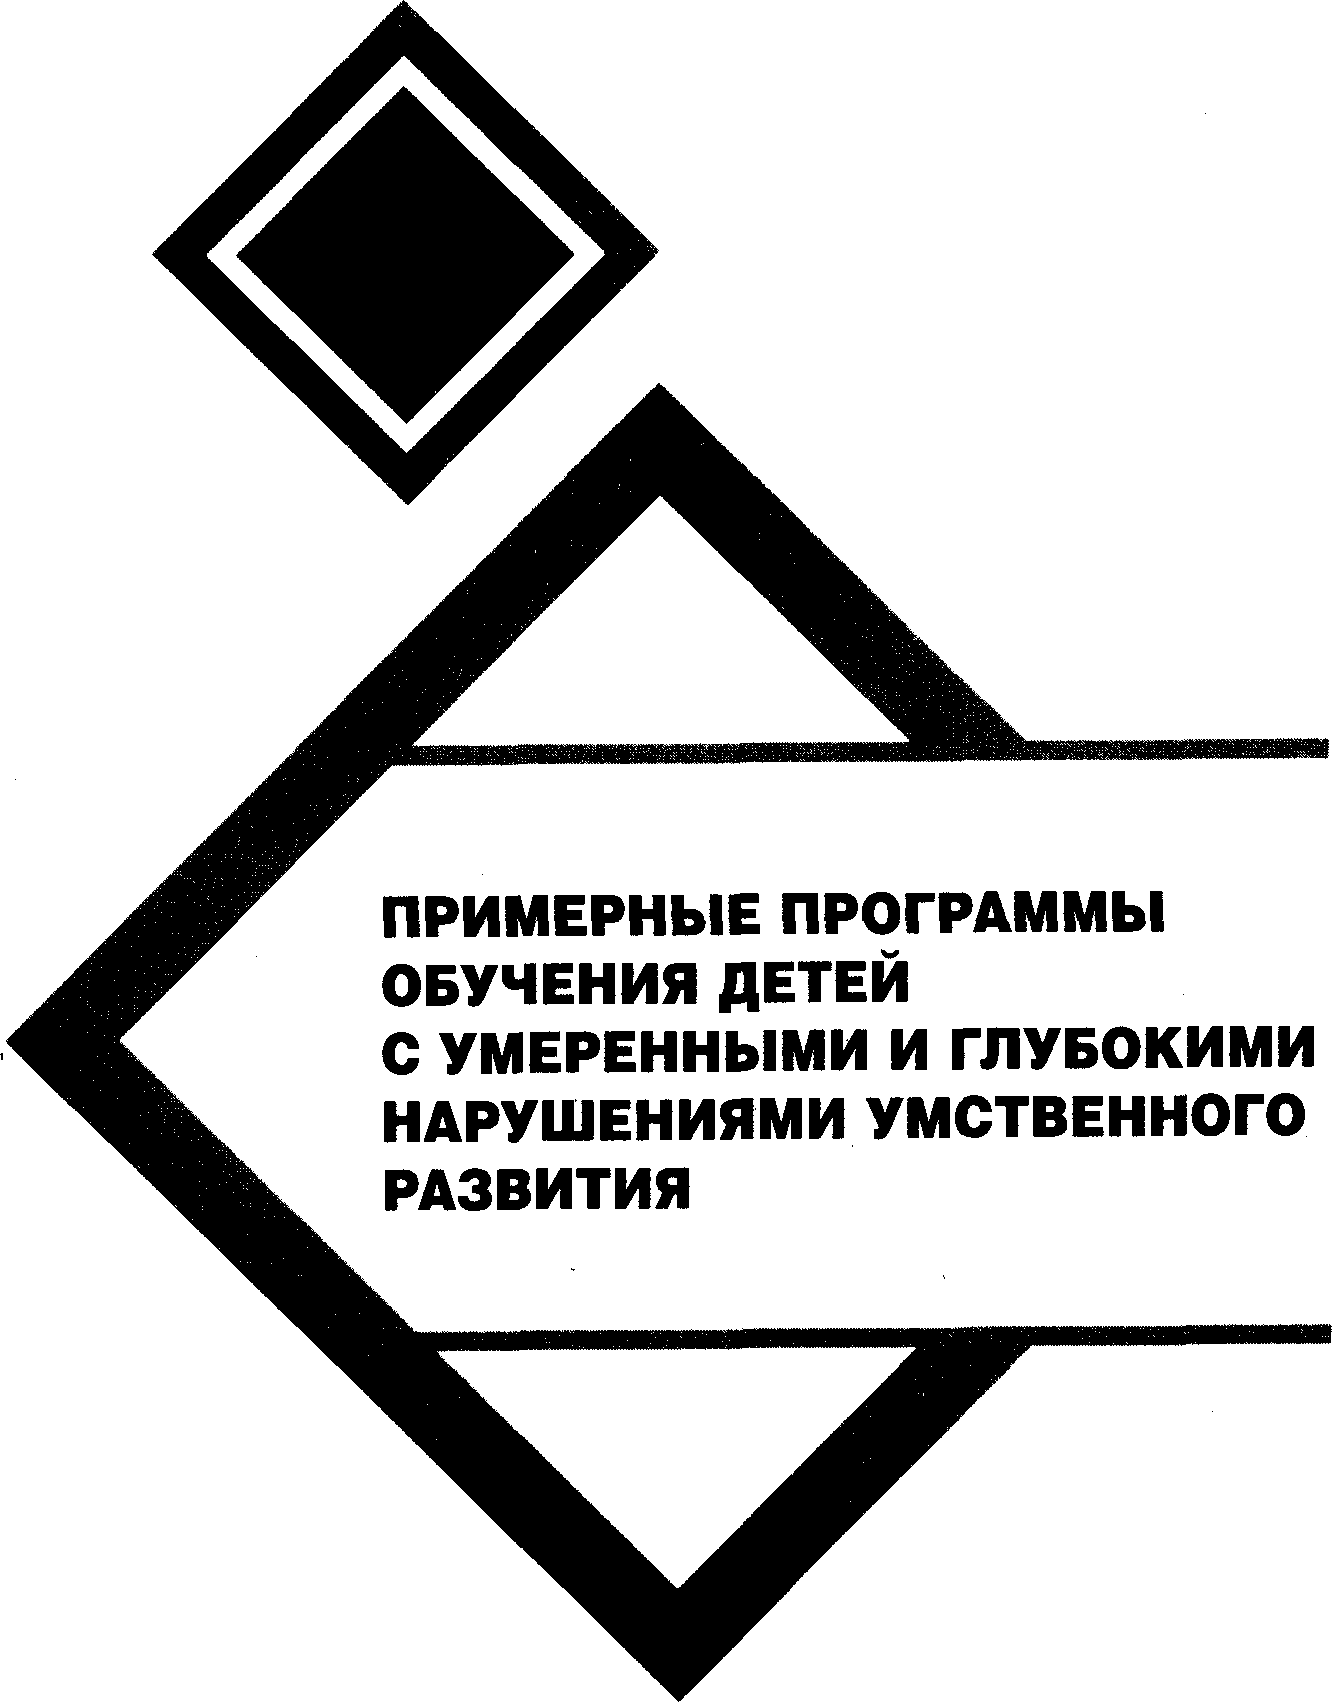 ПРИМЕРНЫЕ ПРОГРАММЫ
ОБУЧЕНИЯ ДЕТЕЙ
С УМЕРЕННЫМИ И ГЛУБОКИМИ
НАРУШЕНИЯМИ УМСТВЕННОГО
РАЗВИТИЯ